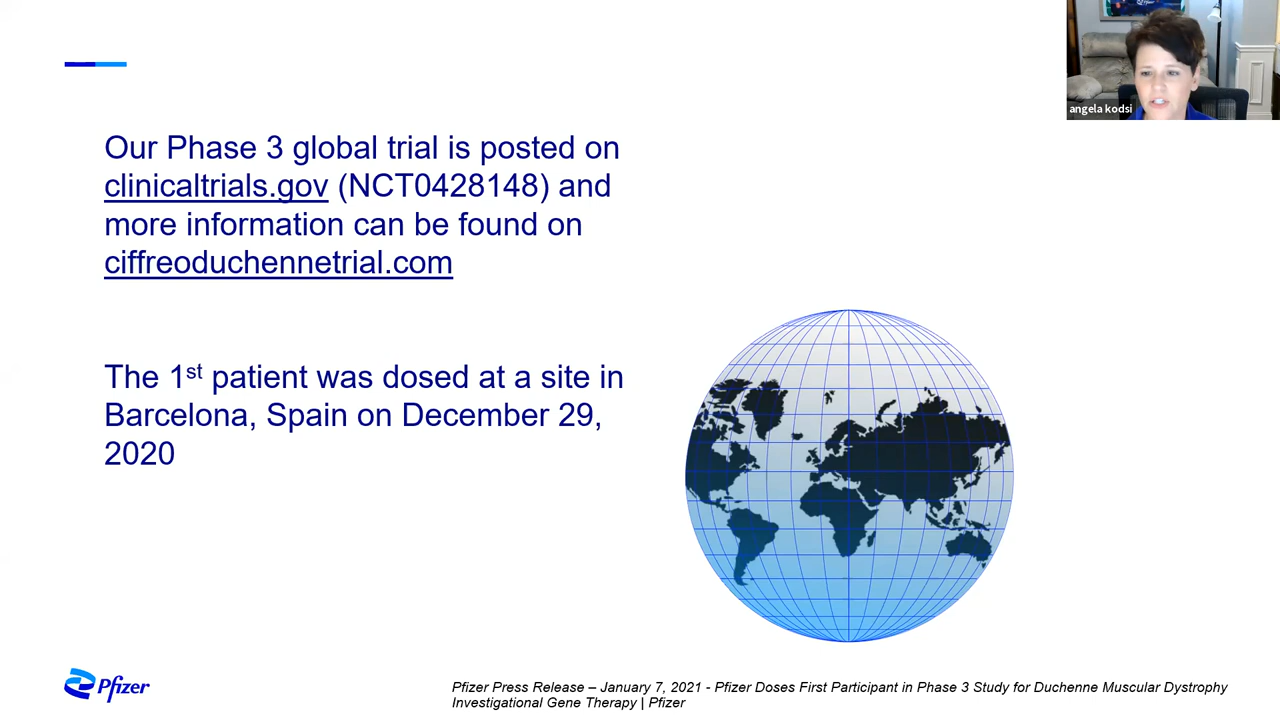 Our Phase 3 global trial is posted on
clinicaltrials.gov (NCT0428148) and
more information can be found on
ciffreoduchennetrial.com
The 1st patient was dosed at a site in
Barcelona, Spain on December 29,
2020
angela kodsi
Pfizer
Pfizer Press Release – January 7, 2021 - Pfizer Doses First Participant in Phase 3 Study for Duchenne Muscular Dystrophy
Investigational Gene Therapy | Pfizer